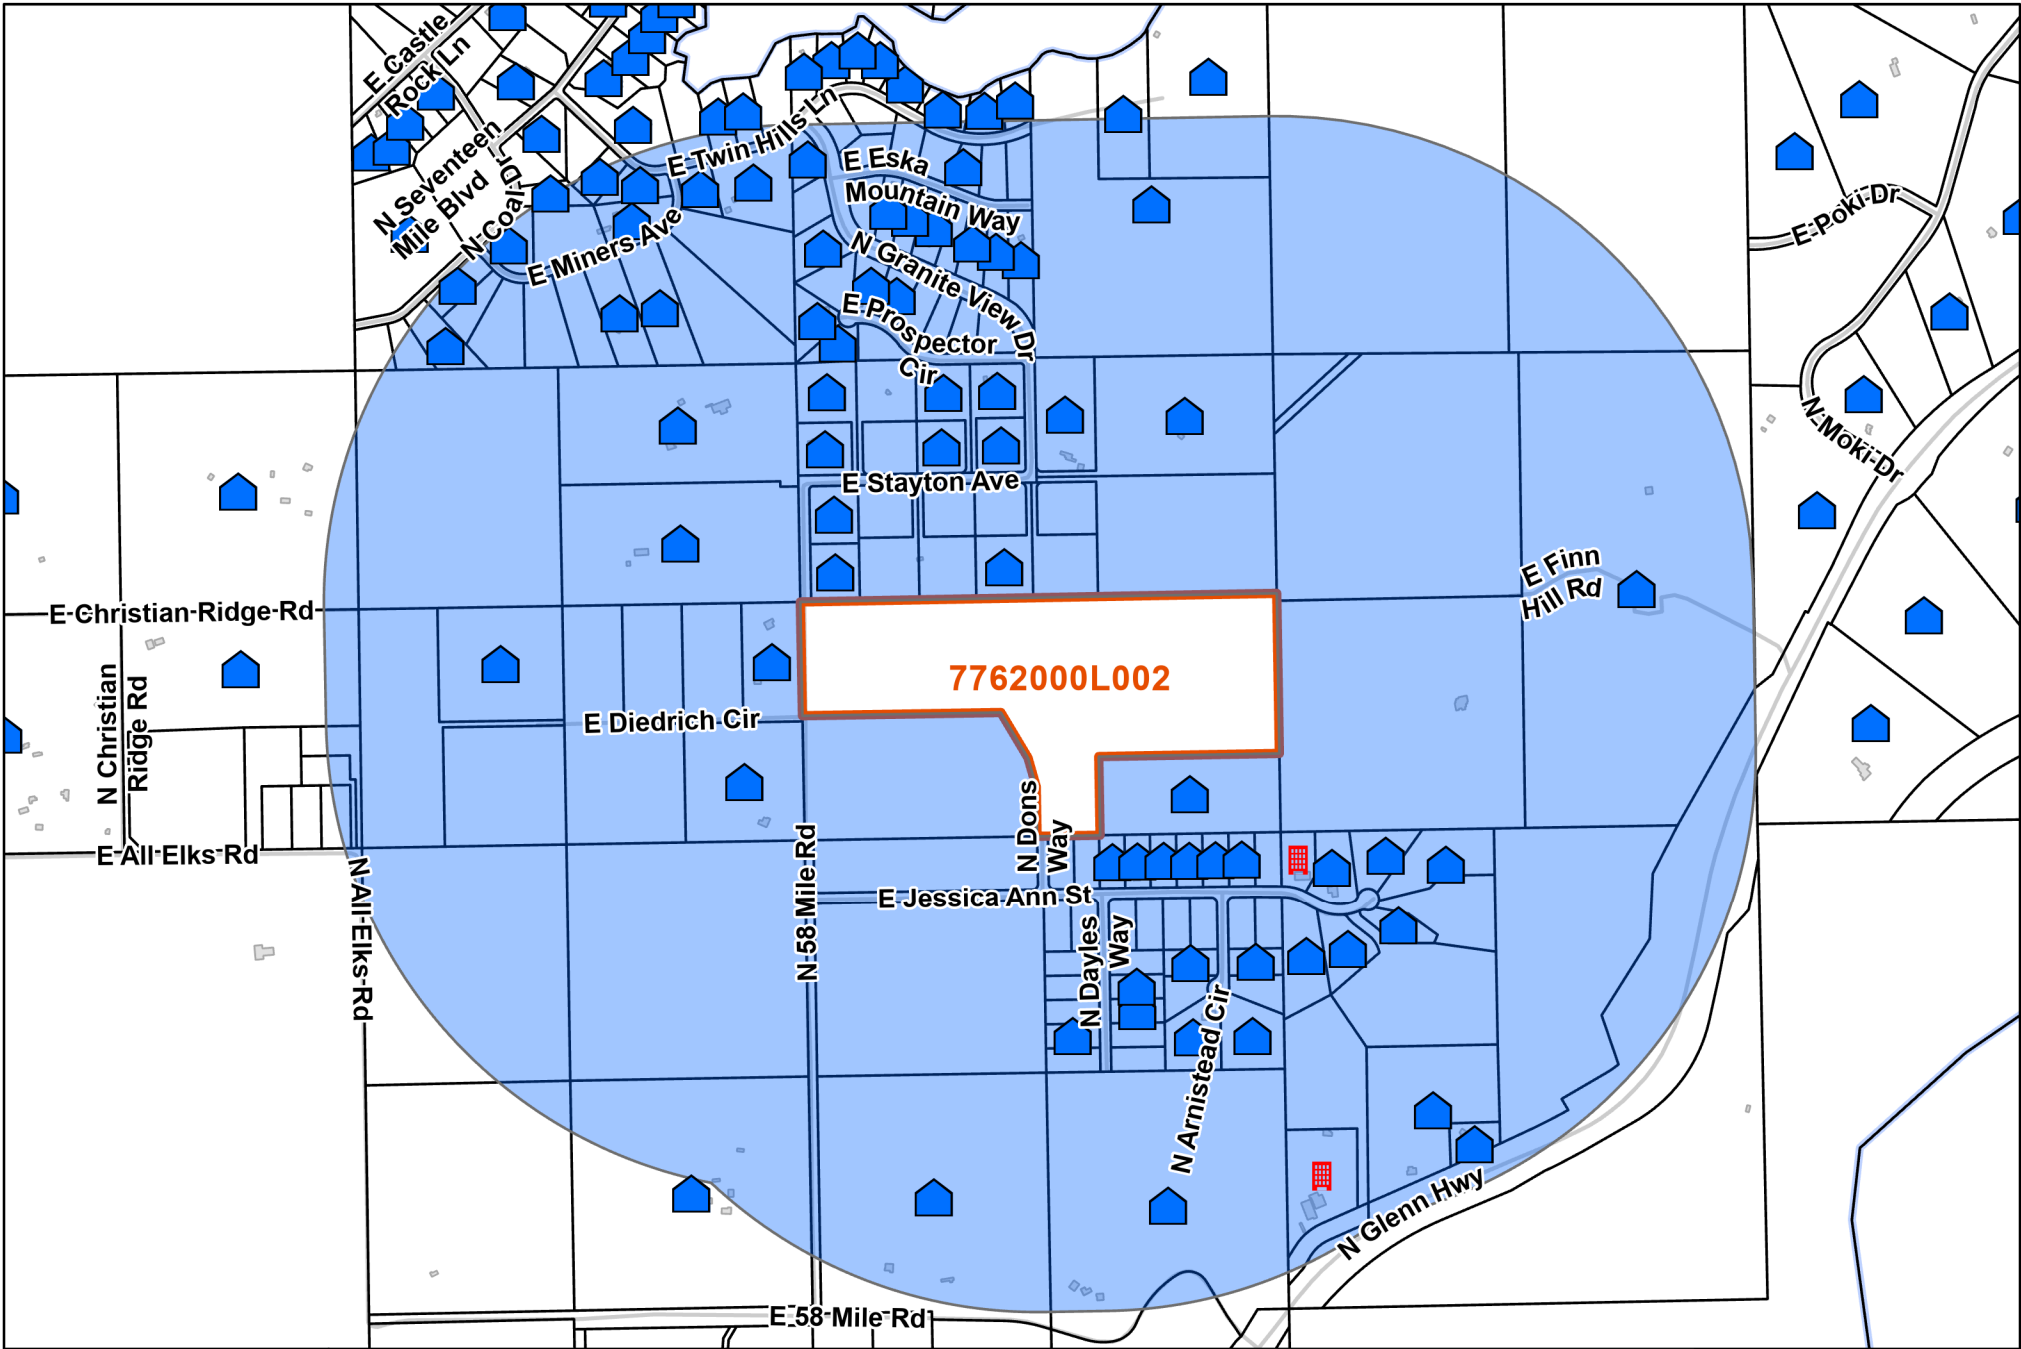 E Castle
Rock Ln
N Seventeen
Mile Blvd
N Coal Dr
E Miners Ave
E Twin Hills Ln
E Eska
Mountain Way
N Granite View Dr
E Prospector
Cir
E Poki Dr
N Moki Dr
E Stayton Ave
E Finn
Hill Rd
E Christian Ridge Rd
N Christian
Ridge Rd
7762000L002
E Diedrich Cir
N Dons
Way
E All Elks Rd
N All Elks Rd
N 58 Mile Rd
E Jessica Ann St
N Dayles
Way
N Arnistead Cir
N Glenn Hwy
E 58 Mile Rd